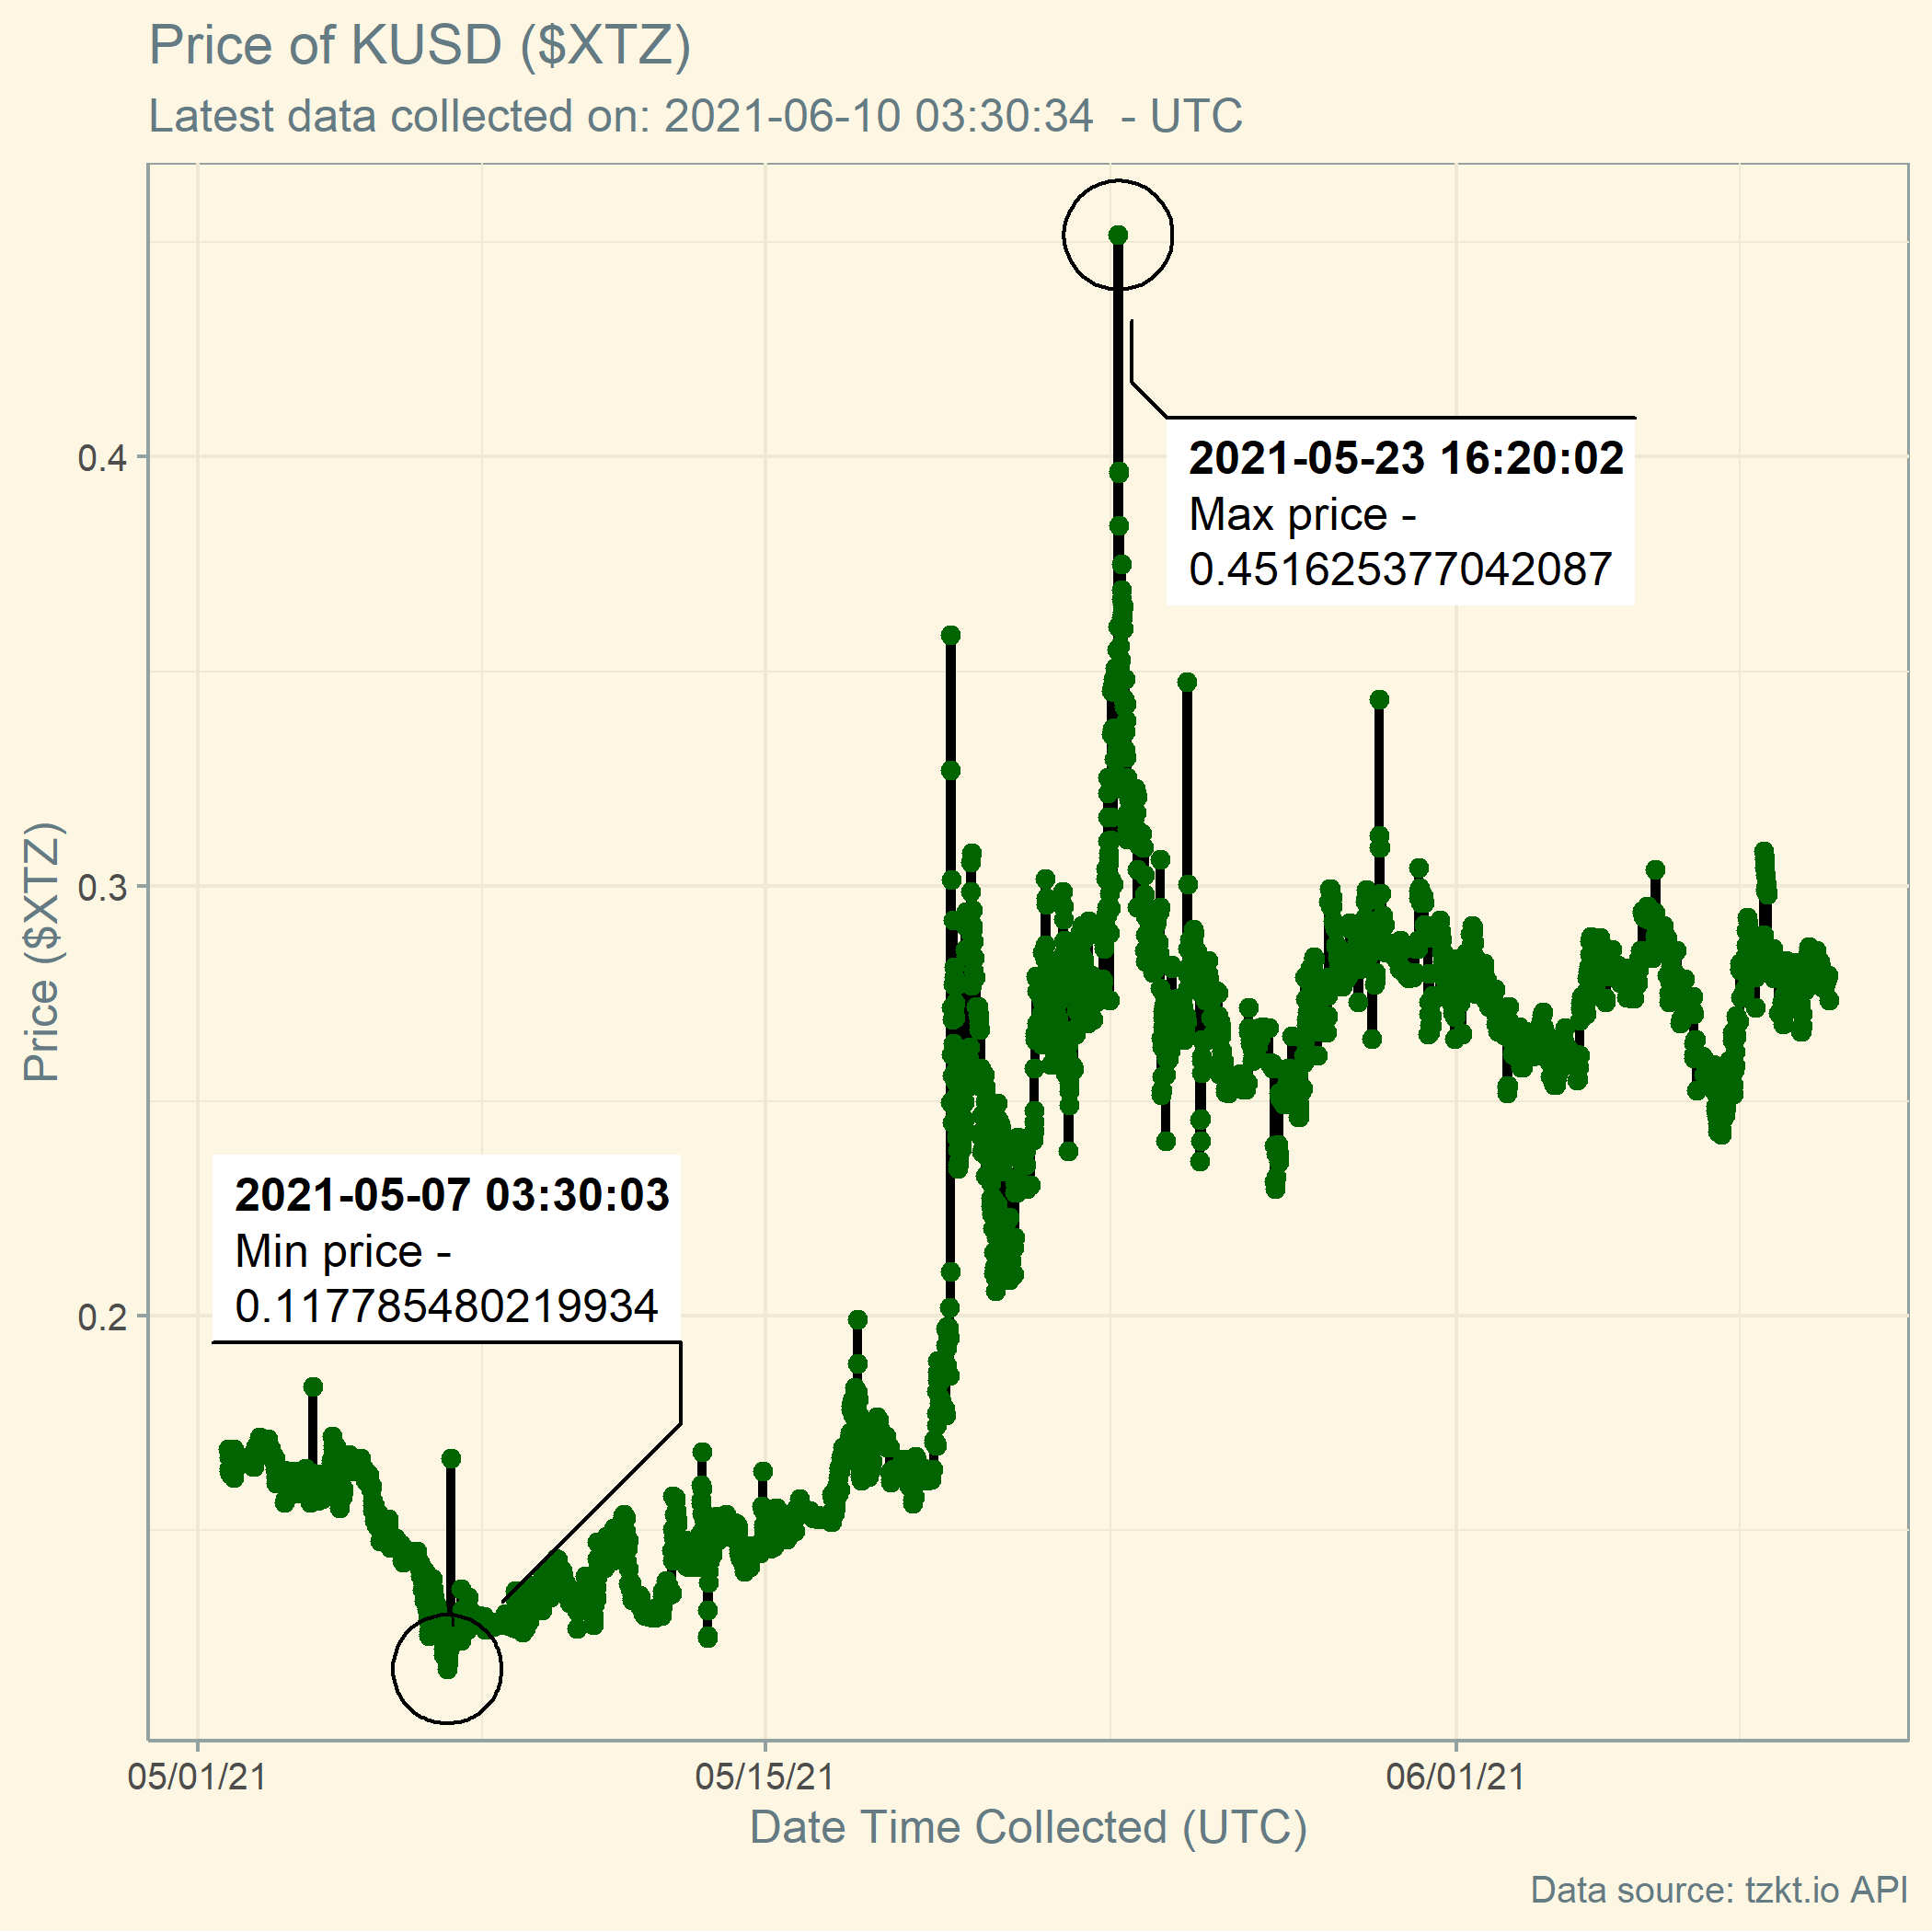 Price of KUSD ($XTZ)
Latest data collected on: 2021-06-10 03:30:34  - UTC
2021-05-23 16:20:02
Max price -
0.451625377042087
2021-05-07 03:30:03
Min price -
0.117785480219934
Price ($XTZ)
0.4
0.3
0.2
05/01/21
05/15/21
06/01/21
Date Time Collected (UTC)
Data source: tzkt.io API